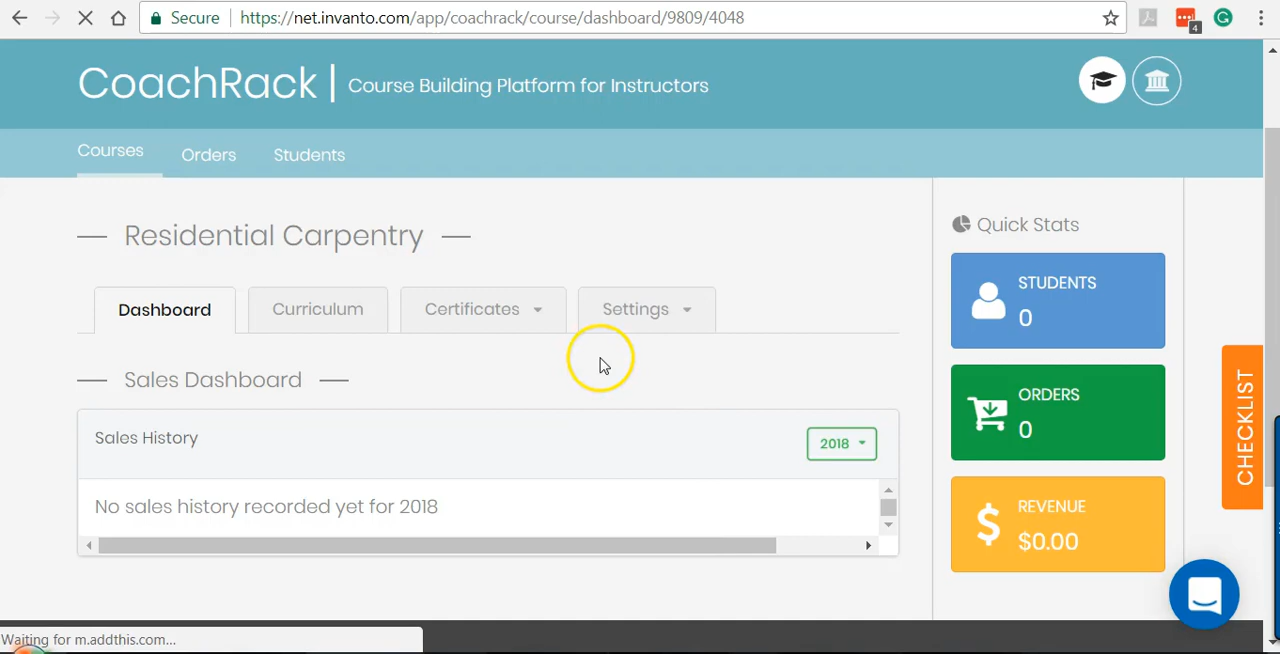 Secure https://net.invanto.com/app/coachrack/course/dashboard/9809/4048
4
CoachRack | Course Building Platform for Instructors
Courses Orders Students
Residential Carpentry
Dashboard Curriculum Certificates Settings
Sales Dashboard
Sales History 2018
No sales history recorded yet for 2018
Quick Stats
STUDENTS
0
ORDERS
0
REVENUE
$0.00
CHECKLIST
Waiting for m.addthis.com...